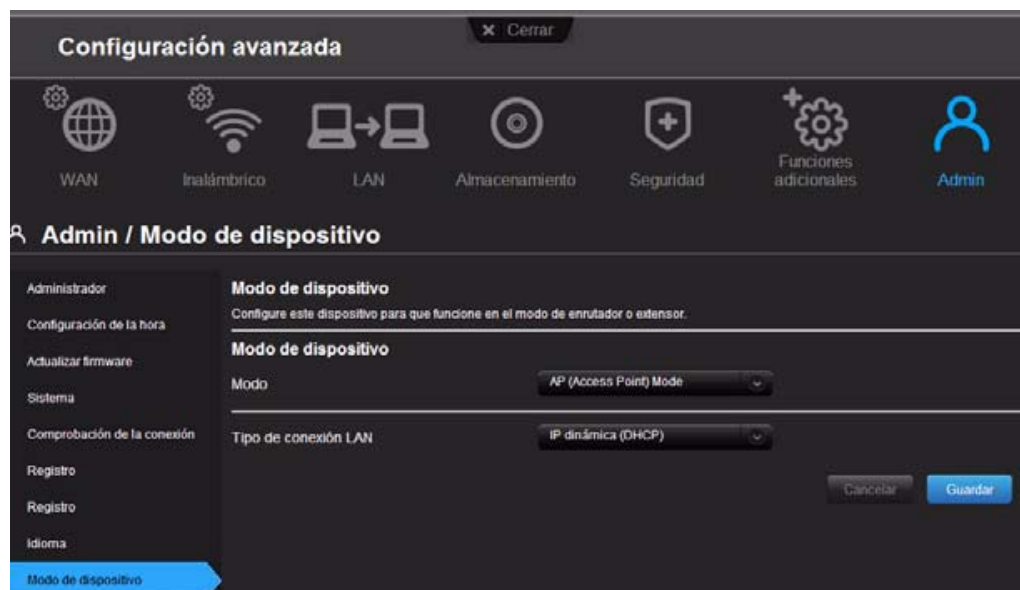 Cerrar
Configuración avanzada
WAN
Inalámbrico
LAN
Almacenamiento
Seguridad
Funciones
adicionales
Admin
Admin / Modo de dispositivo
Administrador
Configuración de la hora
Actualizar firmware
Sistema
Comprobación de la conexión
Registro
Registro
Idioma
Modo de dispositivo
Modo de dispositivo
Configure este dispositivo para que funcione en el modo de enrutador o extensor.
Modo de dispositivo
Modo
AP (Access Point) Mode
Tipo de conexión LAN
IP dinámica (DHCP)
Cancelar
Guardar